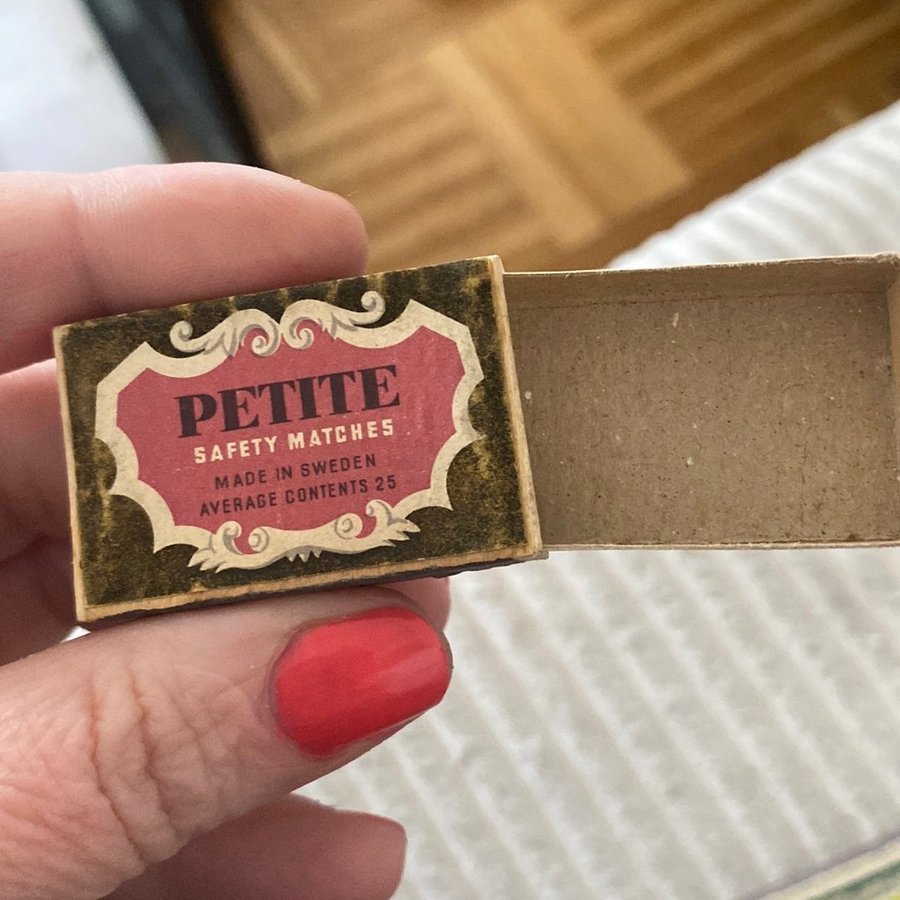 PETITE
SAFETY MATCHES
MADE IN SWEDEN
AVERAGE CONTENTS 25